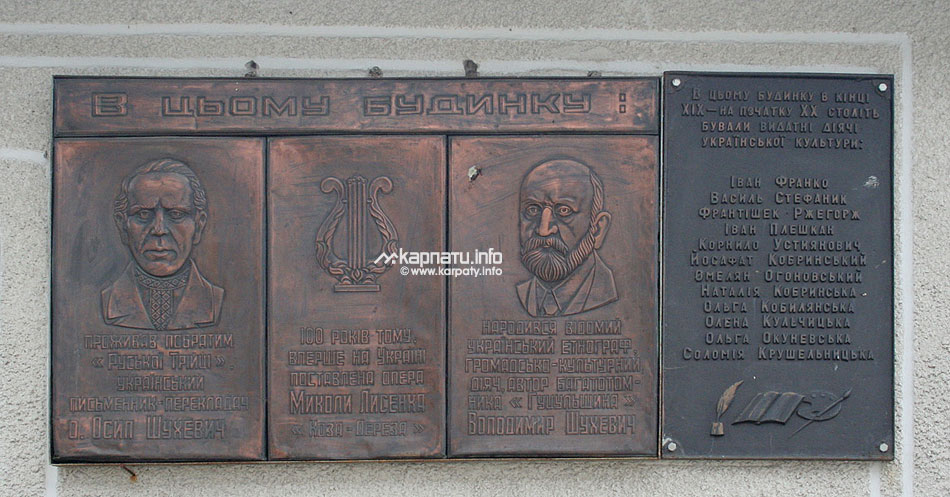 В ЦЬОМУ БУДИНКУ :
ПРОЖИВАВ ПОБРАТИМ
« РУСЬКОЇ ТРІЙЦІ » ,
УКРАЇНСЬКИЙ
ПИСЬМЕННИК-ПЕРЕКЛАДАЧ
О. ОСИП ШУХЕВИЧ .
100 РОКІВ ТОМУ
ВПЕРШЕ НА УКРАЇНІ
ПОСТАВЛЕНА ОПЕРА
МИКОЛИ ЛИСЕНКА
« КОЗА-ДЕРЕЗА »
НАРОДИВСЯ ВІДОМИЙ
УКРАЇНСЬКИЙ ЕТНОГРАФ,
ГРОМАДСЬКО-КУЛЬТУРНИЙ
ДІЯЧ, АВТОР БАГАТОТОМ-
НИКА « ГУЦУЛЬЩИНА »
ВОЛОДИМИР ШУХЕВИЧ
В ЦЬОМУ БУДИНКУ В КІНЦІ
XIX — НА ПОЧАТКУ XX СТОЛІТЬ
БУВАЛИ ВИДАТНІ ДІЯЧІ
УКРАЇНСЬКОЇ КУЛЬТУРИ:
ІВАН ФРАНКО
ВАСИЛЬ СТЕФАНИК
ФРАНТІШЕК РЖЕГОРЖ
ІВАН ПЛЕШКАН
КОРНИЛО УСТИЯНОВИЧ
ЙОСАФАТ КОБРИНСЬКИЙ
ОМЕЛЯН ОГОНОВСЬКИЙ
НАТАЛІЯ КОБРИНСЬКА
ОЛЬГА КОБИЛЯНСЬКА
ОЛЕНА КУЛЬЧИЦЬКА
ОЛЬГА ОКУНЕВСЬКА
СОЛОМІЯ КРУШЕЛЬНИЦЬКА
карпати.info
© www.karpaty.info